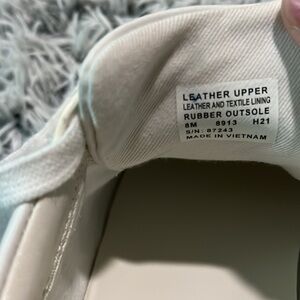 LEATHER UPPER
LEATHER AND TEXTILE LINING
RUBBER OUTSOLE
8M 8913 H21
S/N: 87243
MADE IN VIETNAM